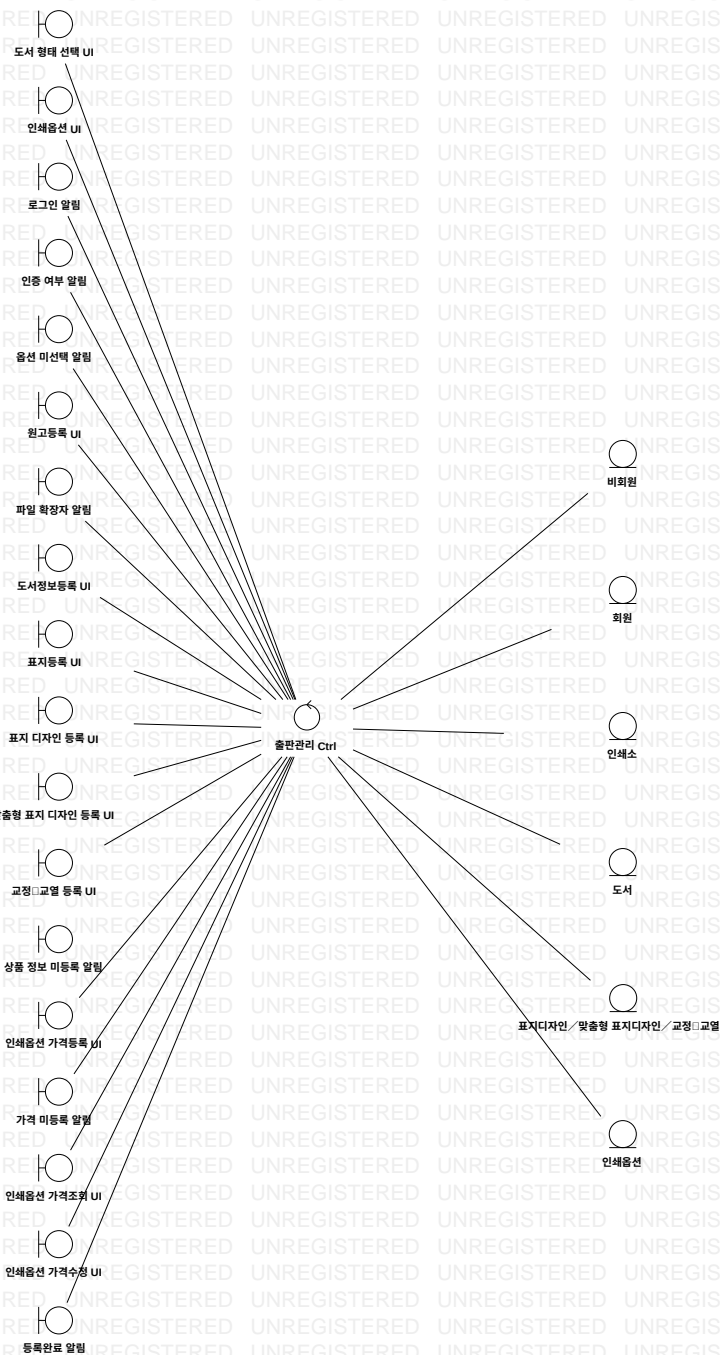 도서 형태 선택 UI
인쇄옵션 UI
로그인 알림
인증 여부 알림
옵션 미선택 알림
원고등록 UI
비회원
파일 확장자 알림
도서정보등록 UI
회원
표지등록 UI
표지 디자인 등록 UI
출판관리 Ctrl
인쇄소
춤형 표지 디자인 등록 UI
교정□교열 등록 UI
도서
상품 정보 미등록 알림
표지디자인／맞춤형 표지디자인／교정□교열
인쇄옵션 가격등록 UI
가격 미등록 알림
인쇄옵션
인쇄옵션 가격조회 UI
인쇄옵션 가격수정 UI
등록완료 알림
UNREGISTERED